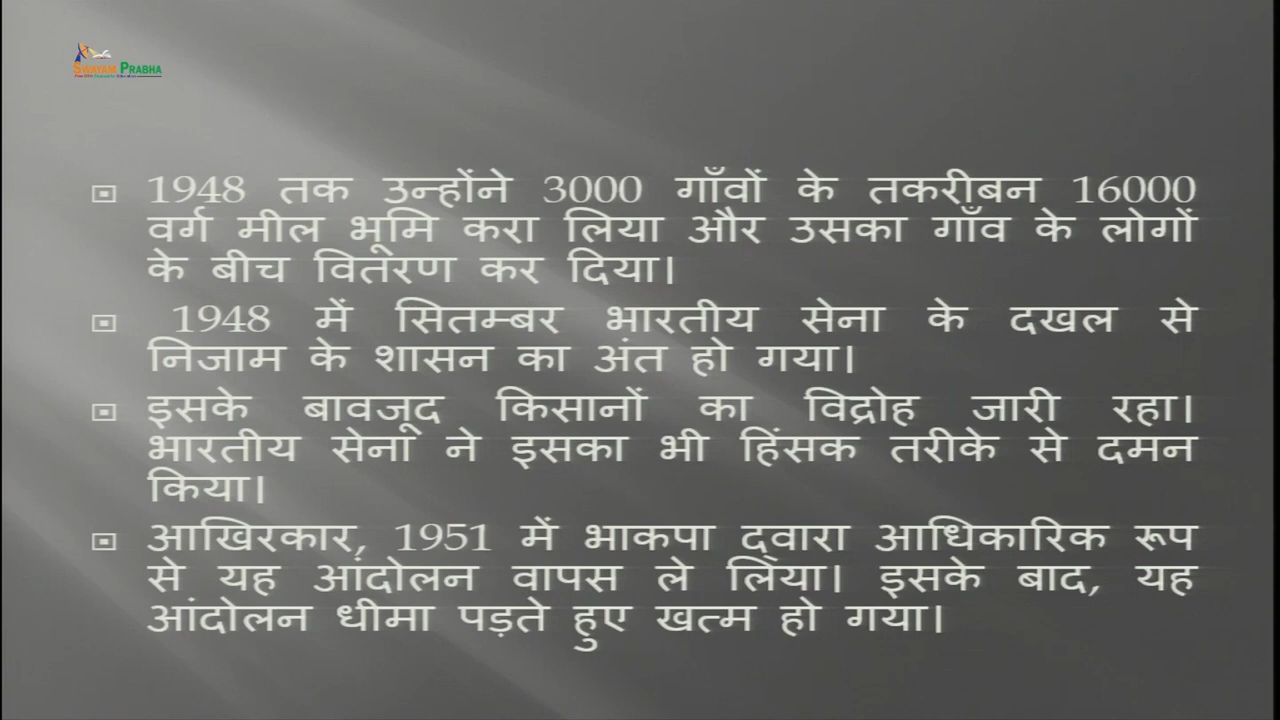 SWAYAM PRABHA
1948 तक उन्होंने 3000 गाँवों के तकरीबन 16000
वर्ग मील भूमि करा लिया और उसका गाँव के लोगों
के बीच वितरण कर दिया।
1948 में सितम्बर भारतीय सेना के दखल से
निजाम के शासन का अंत हो गया।
इसके बावजूद किसानों का विद्रोह जारी रहा।
भारतीय सेना ने इसका भी हिंसक तरीके से दमन
किया।
आखिरकार, 1951 में भाकपा द्वारा आधिकारिक रूप
से यह आंदोलन वापस ले लिया। इसके बाद, यह
आंदोलन धीमा पड़ते हुए खत्म हो गया।